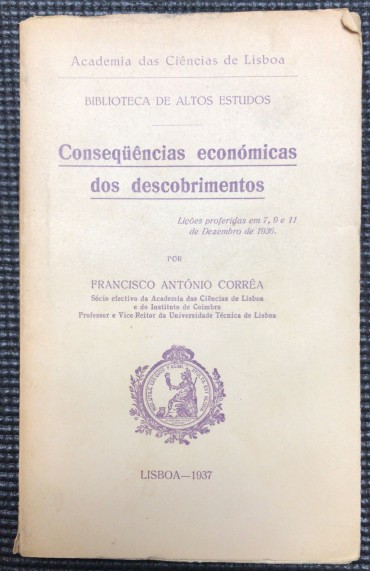 Academia das Ciências de Lisboa
BIBLIOTECA DE ALTOS ESTUDOS
Conseqüências económicas
dos descobrimentos
Lições proferidas em 7, 9 e 11
de Dezembro de 1936.
POR
FRANCISCO ANTÓNIO CORRÊA
Sócio efectivo da Academia das Ciências de Lisboa
e do Instituto de Coimbra
Professor e Vice Reitor da Universidade Técnica de Lisboa
LISBOA—1937